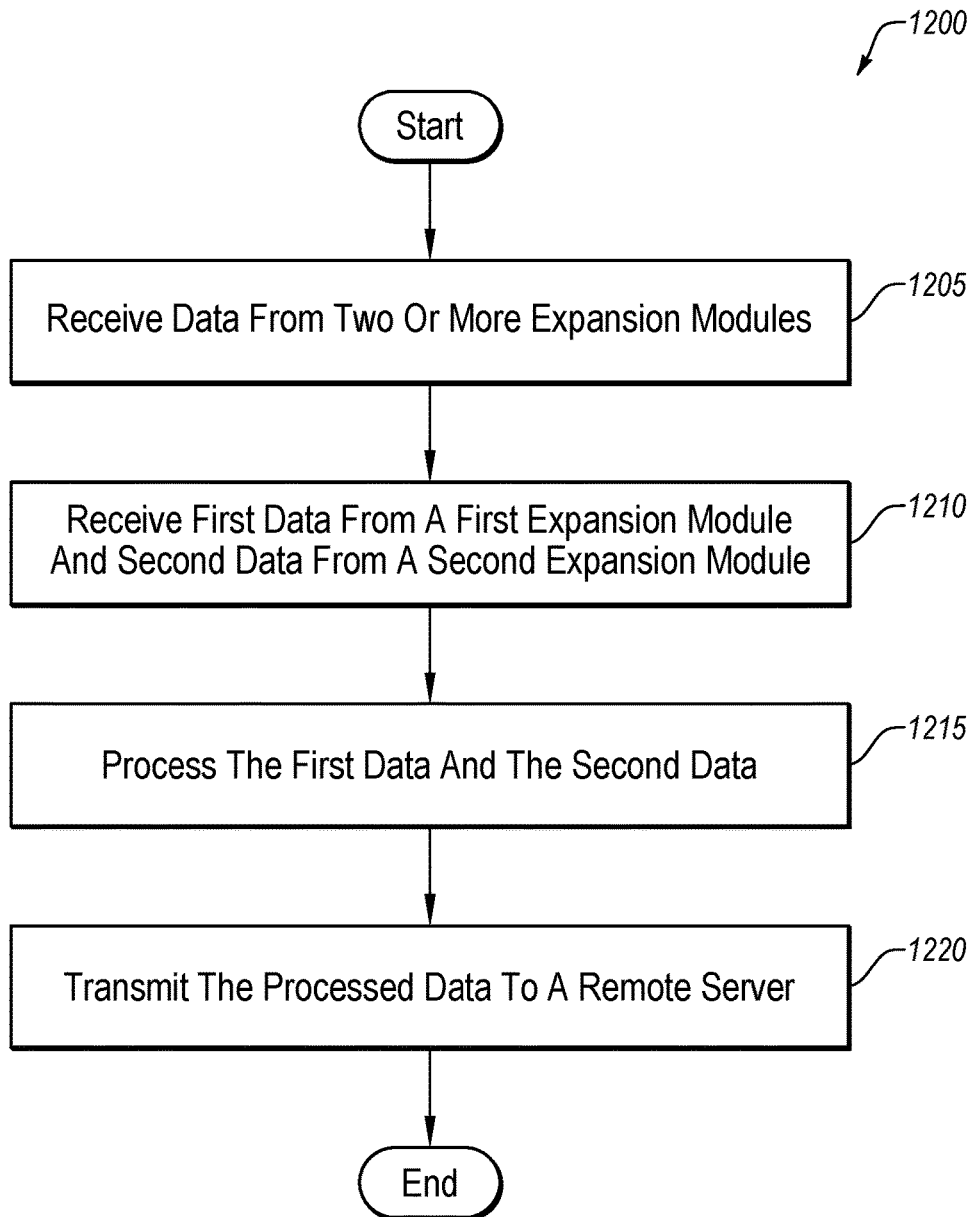 1200
Start
Receive Data From Two Or More Expansion Modules
1205
Receive First Data From A First Expansion Module
And Second Data From A Second Expansion Module
1210
Process The First Data And The Second Data
1215
Transmit The Processed Data To A Remote Server
1220
End